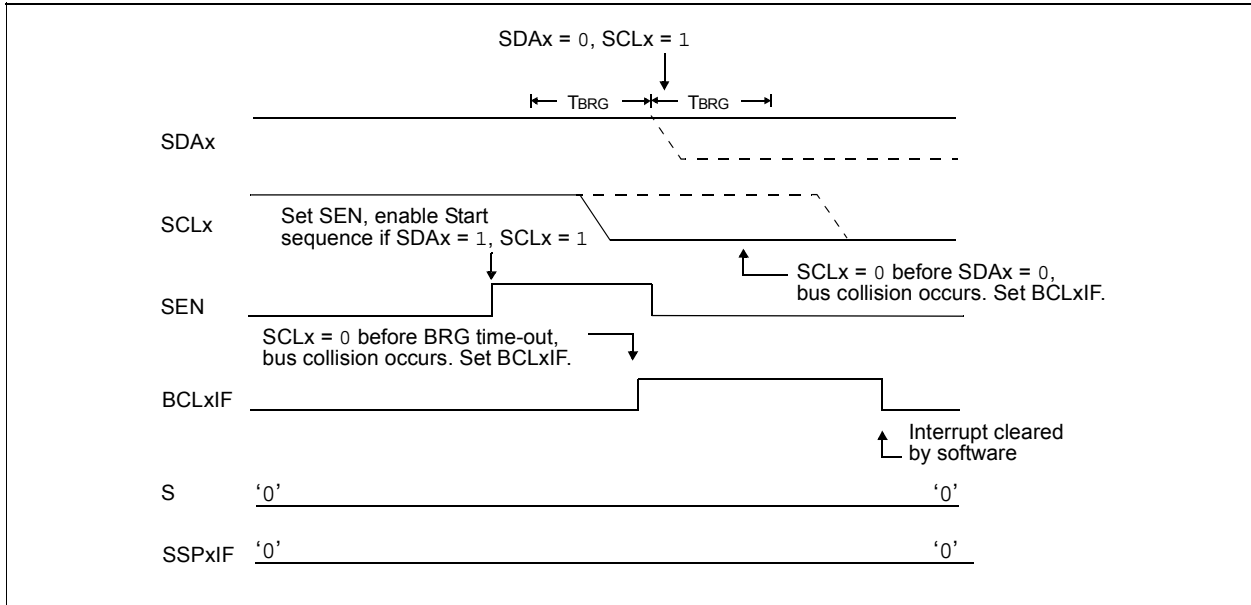 SDAx = 0, SCLx = 1
TBRG TBRG
SDAx
SCLx
Set SEN, enable Start
sequence if SDAx = 1, SCLx = 1
SCLx = 0 before SDAx = 0,
bus collision occurs. Set BCLxIF.
SEN
SCLx = 0 before BRG time-out,
bus collision occurs. Set BCLxIF.
BCLxIF
Interrupt cleared
by software
S ‘0’ ‘0’
SSPxIF ‘0’ ‘0’